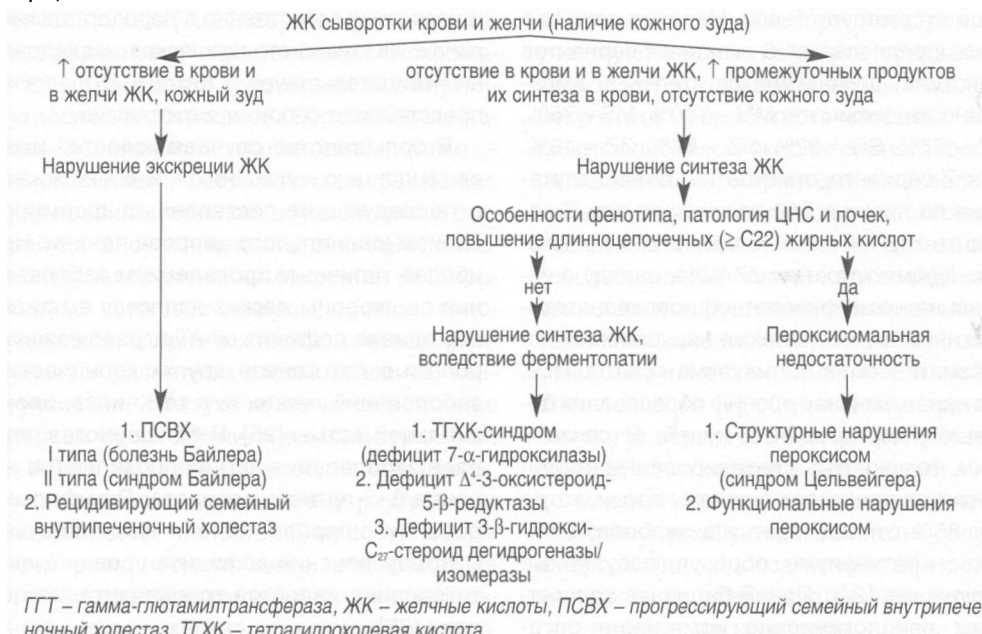 ЖК сыворотки крови и желчи (наличие кожного зуда)
↑ отсутствие в крови и
в желчи ЖК, кожный зуд
отсутствие в крови и в желчи ЖК, ↑ промежуточных продуктов
их синтеза в крови, отсутствие кожного зуда
Нарушение экскреции ЖК
Нарушение синтеза ЖК
Особенности фенотипа, патология ЦНС и почек,
повышение длинноцепочечных (≥ С22) жирных кислот
нет
да
Нарушение синтеза ЖК,
вследствие ферментопатии
Пероксисомальная
недостаточность
1. ПСВХ
I типа (болезнь Байлера)
II типа (синдром Байлера)
2. Рецидивирующий семейный
внутрипеченочный холестаз
1. ТГХК-синдром
(дефицит 7-α-гидроксилазы)
2. Дефицит Δ⁴-3-оксистероид-
5-β-редуктазы
3. Дефицит 3-β-гидрокси-
C₂₇-стероид дегидрогеназы/
изомеразы
1. Структурные нарушения
пероксисом
(синдром Цельвейгера)
2. Функциональные нарушения
пероксисом
ГГТ – гамма-глютамилтрансфераза, ЖК – желчные кислоты, ПСВХ – прогрессирующий семейный внутрипече
ночный холестаз, ТГХК – тетрагидрохолевая кислота